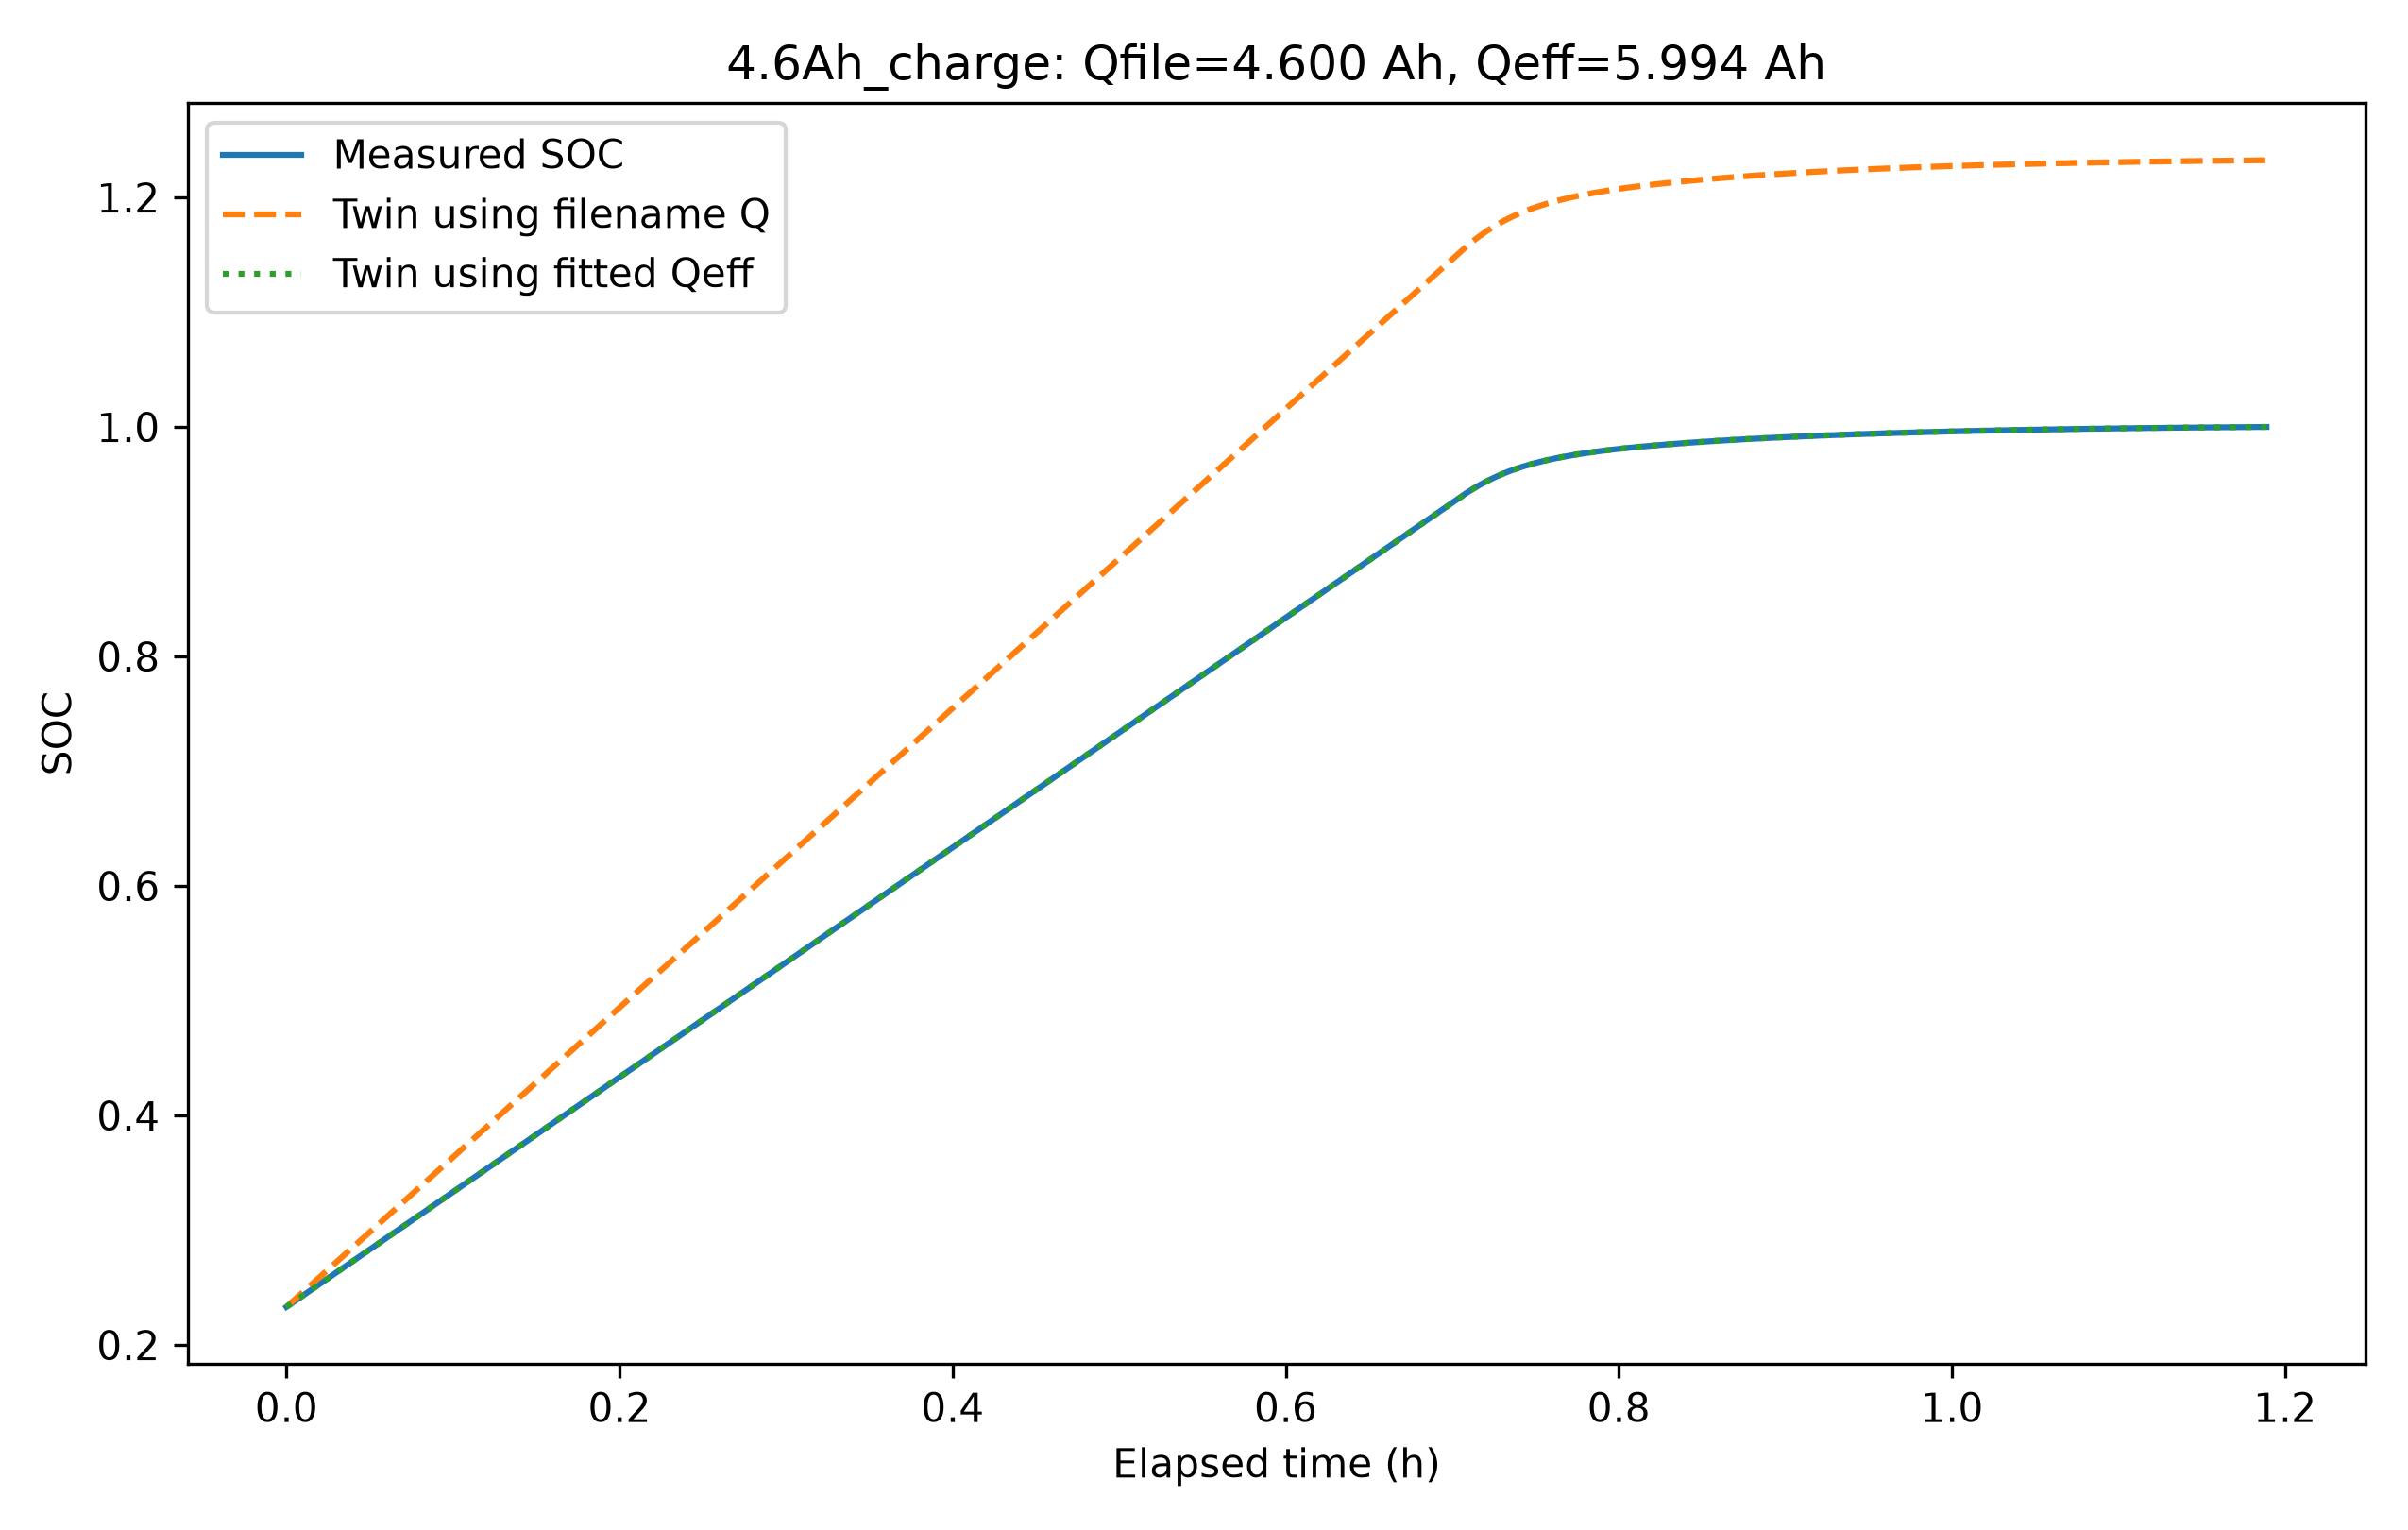 4.6Ah_charge: Qfile=4.600 Ah, Qeff=5.994 Ah
Measured SOC
Twin using filename Q
Twin using fitted Qeff
1.2
1.0
0.8
0.6
0.4
0.2
SOC
0.0 0.2 0.4 0.6 0.8 1.0 1.2
Elapsed time (h)